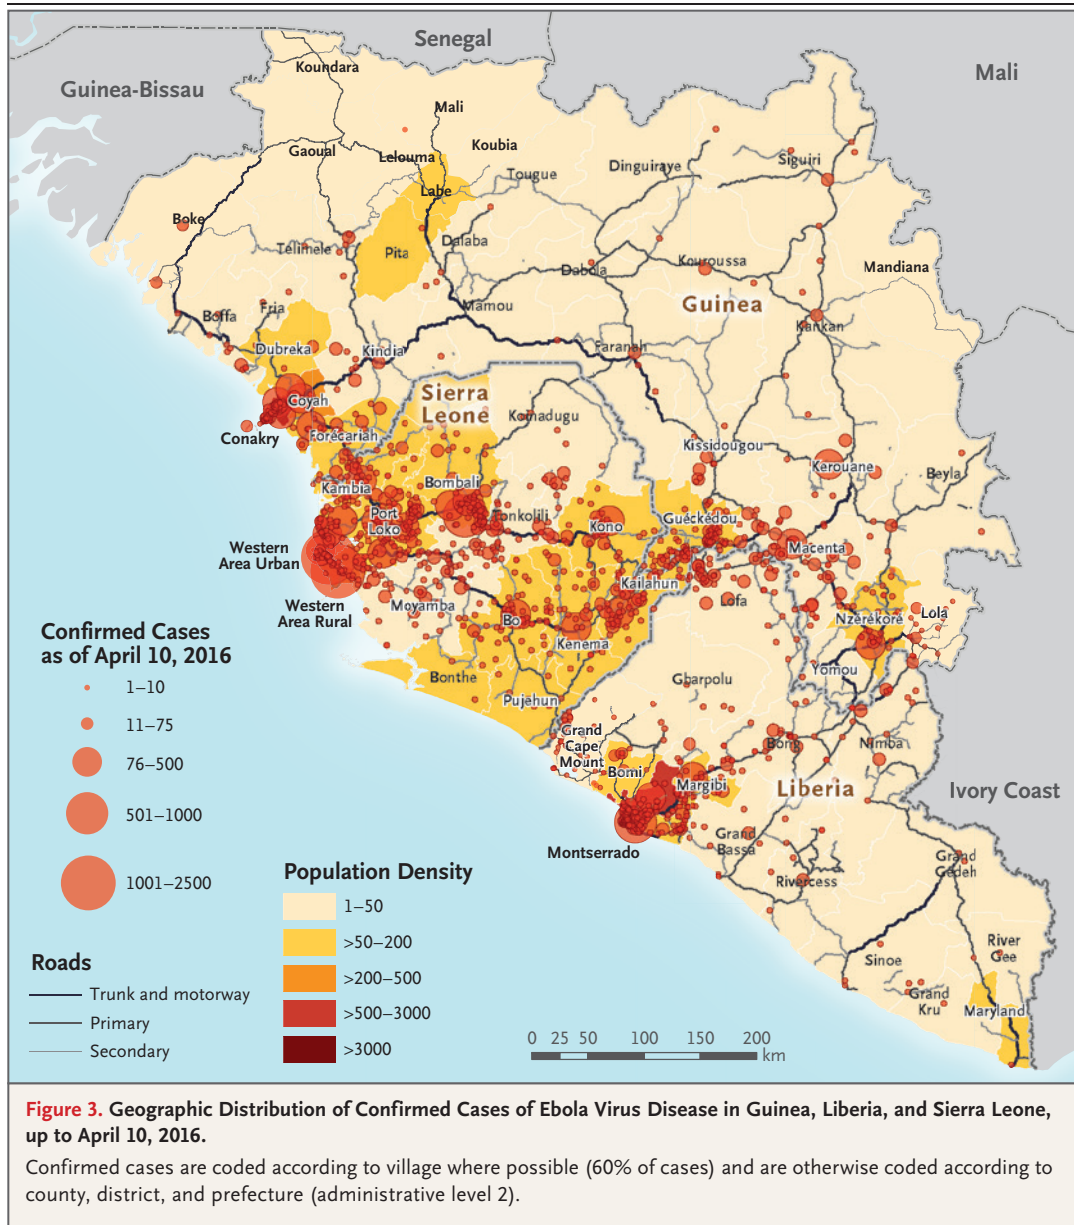 Senegal
Mali
Guinea-Bissau
Koundara
Mali
Koubia
Gaoual
Lelouma
Tougue
Dinguiraye
Siguiri
Labe
Boke
Telimele
Pita
Dalaba
Dabola
Kouroussa
Mandiana
Guinea
Boffa
Fria
Mamou
Kankan
Dubreka
Kindia
Faranah
Sierra
Leone
Coyah
Conakry
Forécariah
Komadugu
Kissidougou
Kerouane
Beyla
Kambia
Bombali
Port
Loko
Tonkolili
Kono
Guéckédou
Macenta
Western
Area Urban
Kailahun
Western
Area Rural
Moyamba
Bo
Lofa
Nzérékoré
Lola
Kenema
Yomou
Bonthe
Pujehun
Gbarpolu
Grand
Cape
Mount
Bong
Nimba
Bomi
Margibi
Liberia
Ivory Coast
Montserrado
Grand
Bassa
Rivercess
Grand
Gedeh
Sinoe
River
Gee
Grand
Kru
Maryland
Confirmed Cases
as of April 10, 2016
1–10
11–75
76–500
501–1000
1001–2500
Roads
Trunk and motorway
Primary
Secondary
Population Density
1–50
>50–200
>200–500
>500–3000
>3000
0 25 50 100 150 200
km
Figure 3. Geographic Distribution of Confirmed Cases of Ebola Virus Disease in Guinea, Liberia, and Sierra Leone,
up to April 10, 2016.
Confirmed cases are coded according to village where possible (60% of cases) and are otherwise coded according to
county, district, and prefecture (administrative level 2).